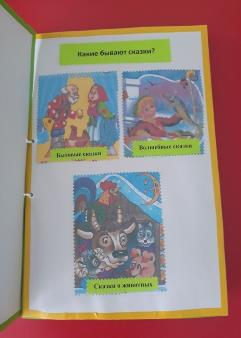 Какие бывают сказки?
Бытовые сказки
Волшебные сказки
Сказки о животных